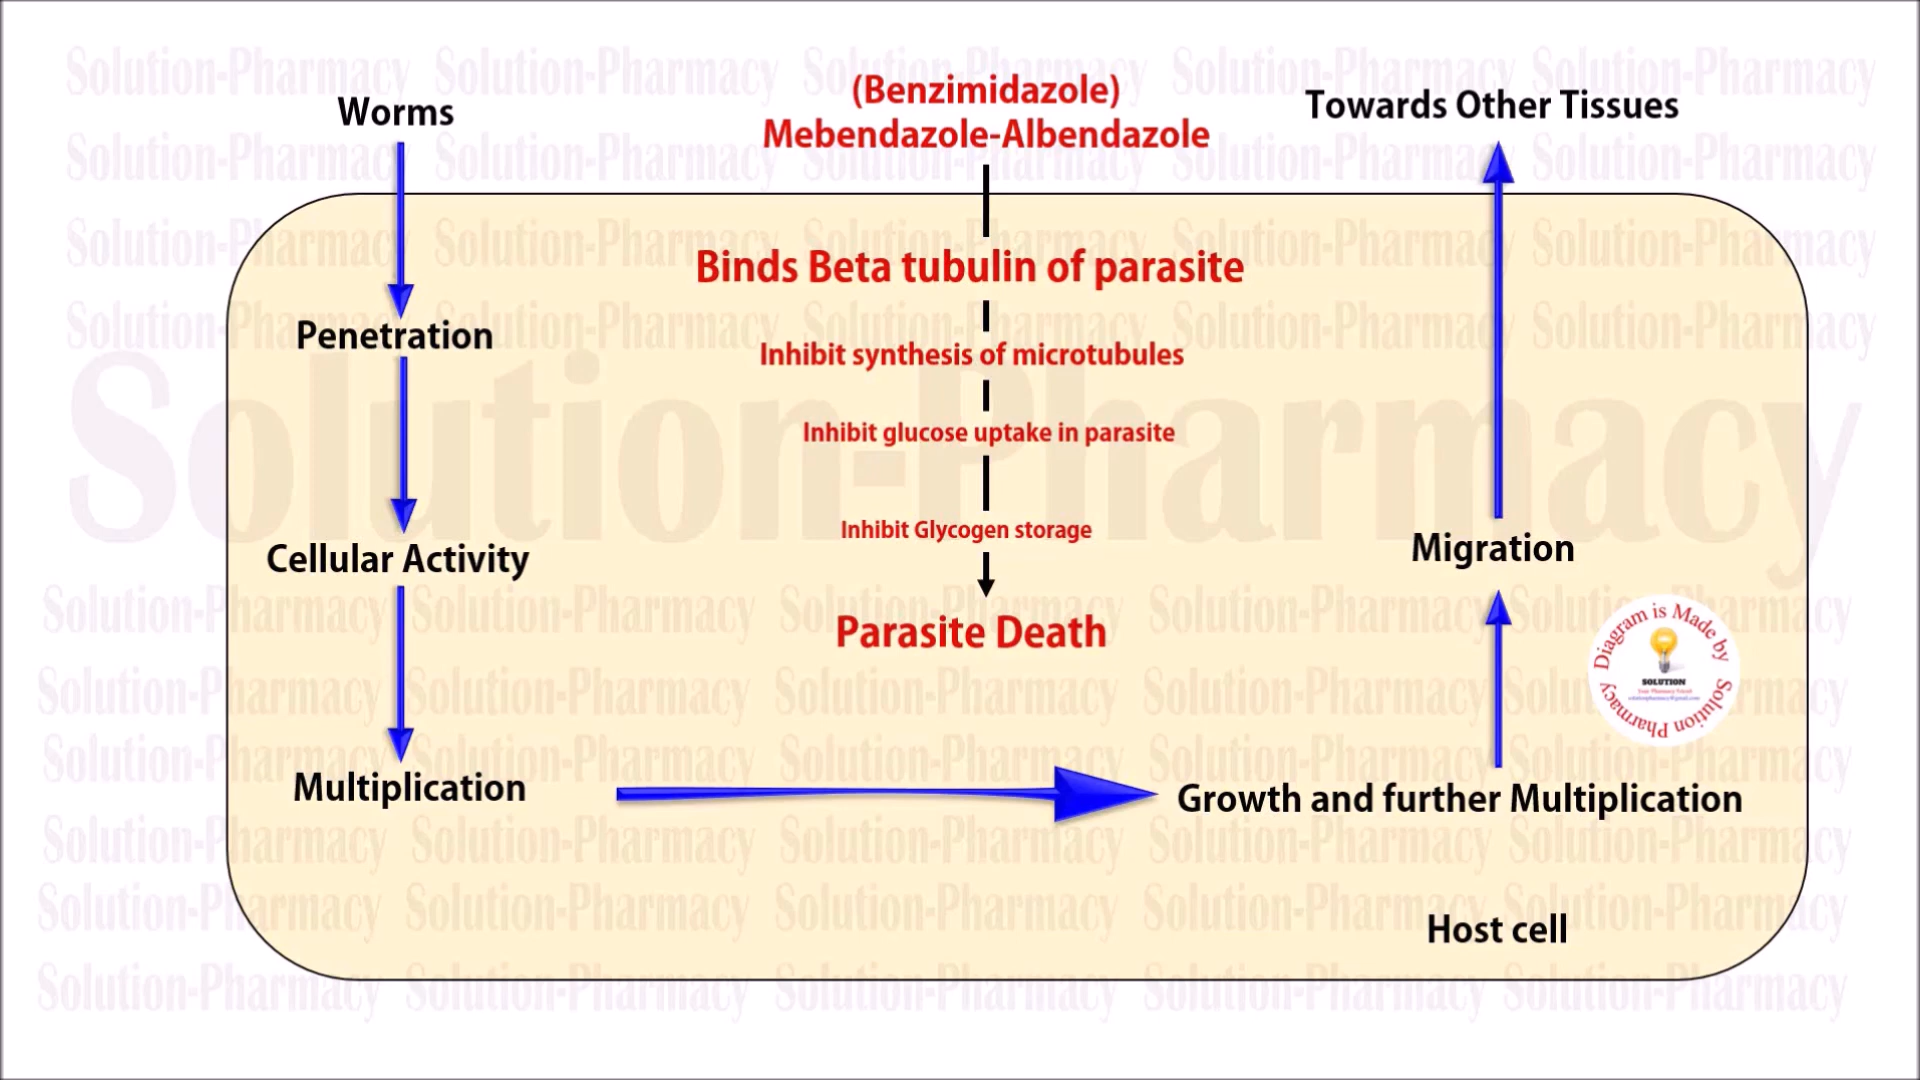 Worms
(Benzimidazole)
Mebendazole-Albendazole
Towards Other Tissues
Binds Beta tubulin of parasite
Penetration
Inhibit synthesis of microtubules
Inhibit glucose uptake in parasite
Inhibit Glycogen storage
Cellular Activity
Migration
Parasite Death
Diagram is Made by Solution Pharmacy
SOLUTION
Multiplication
Growth and further Multiplication
Host cell
Solution-Pharmacy